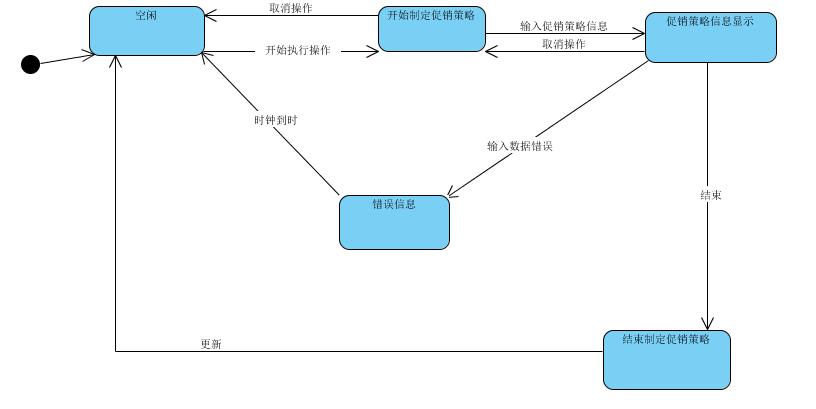 空闲
取消操作
开始制定促销策略
输入促销策略信息
促销策略信息显示
开始执行操作
取消操作
时钟到时
输入数据错误
错误信息
结束
更新
结束制定促销策略